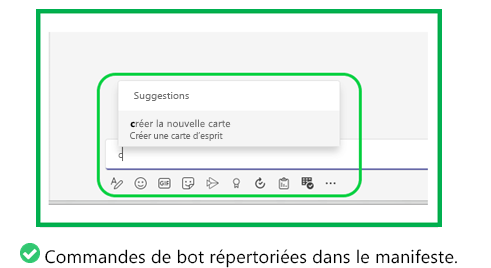 Suggestions
créer la nouvelle carte
Créer une carte d'esprit
c
GIF
Commandes de bot répertoriées dans le manifeste.